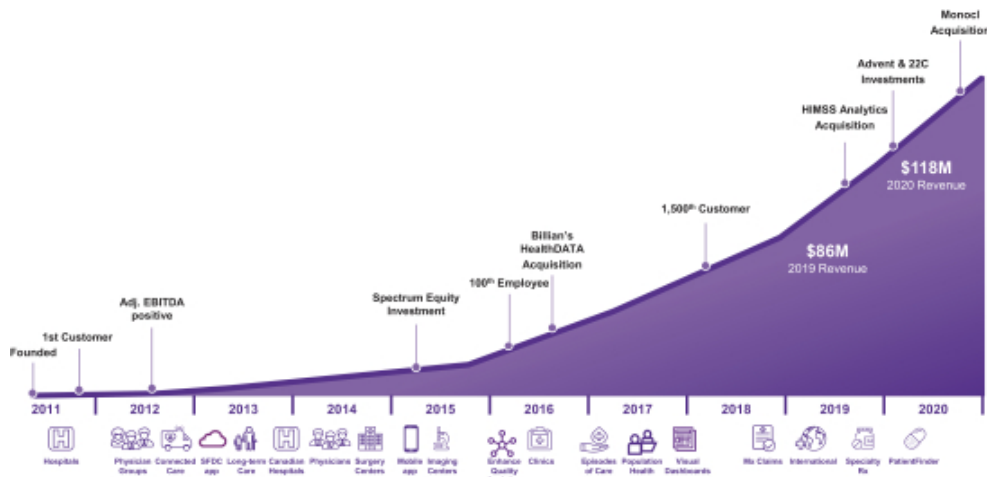 Monocl
Acquisition
Advent & 22C
Investments
HIMSS Analytics
Acquisition
$118M
2020 Revenue
1,500th Customer
$86M
2019 Revenue
Billian's
HealthDATA
Acquisition
100th Employee
Spectrum Equity
Investment
Adj. EBITDA
positive
1st Customer
Founded
2011 2012 2013 2014 2015 2016 2017 2018 2019 2020
Hospitals
Physician
Groups
Connected
Care
SFDC
app
Long-term
Care
Canadian
Hospitals
Physicians
Surgery
Centers
Mobile
app
Imaging
Centers
Enhance
Quality
Clinics
Episodes
of Care
Population
Health
Visual
Dashboards
Mx Claims
International
Specialty
Rx
PatientFinder